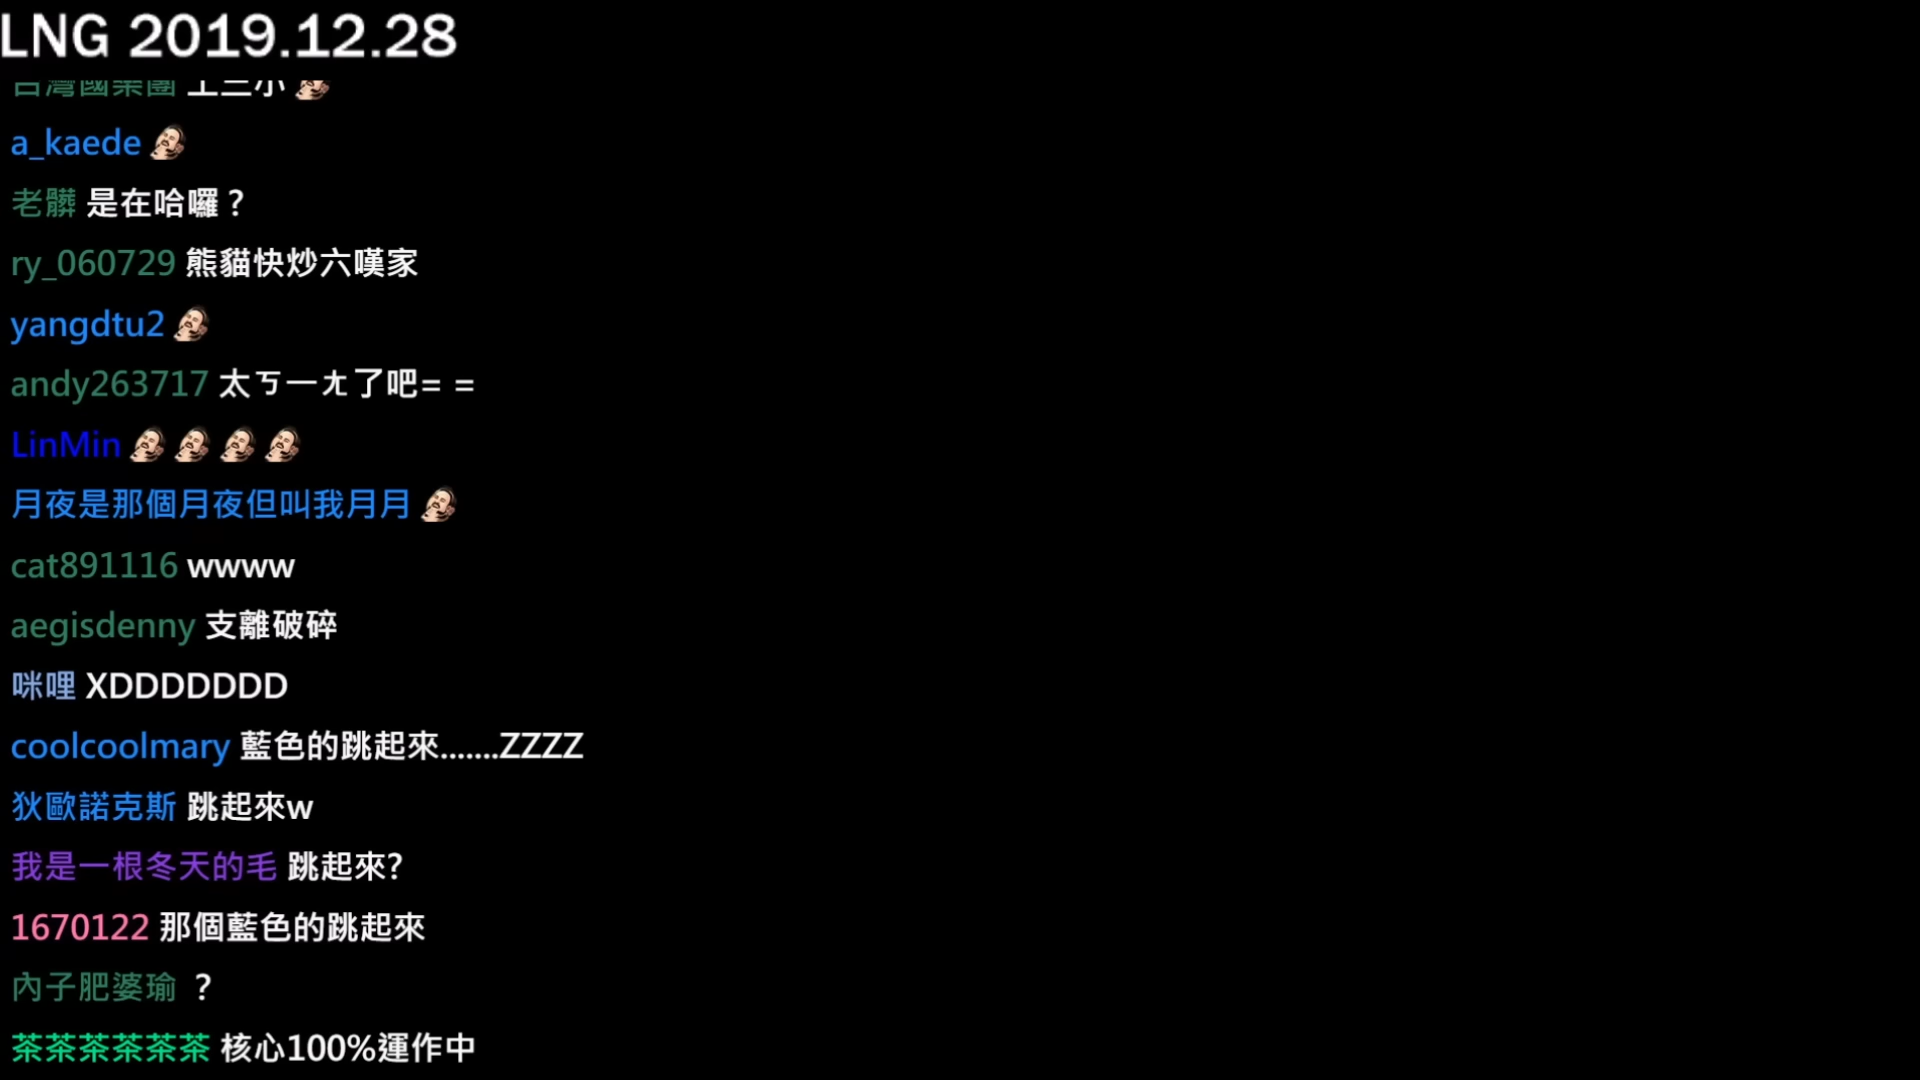 LNG 2019.12.28
台灣國樂團
a_kaede
老髒 是在哈囉？
ry_060729 熊貓快炒六嘆家
yangdtu2
andy263717 太ㄎㄧㄤ了吧= =
LinMin
月夜是那個月夜但叫我月月
cat891116 wwww
aegisdenny 支離破碎
咪哩 XDDDDDDD
coolcoolmary 藍色的跳起來.......ZZZZ
狄歐諾克斯 跳起來w
我是一根冬天的毛 跳起來?
1670122 那個藍色的跳起來
內子肥婆瑜 ？
茶茶茶茶茶茶 核心100%運作中